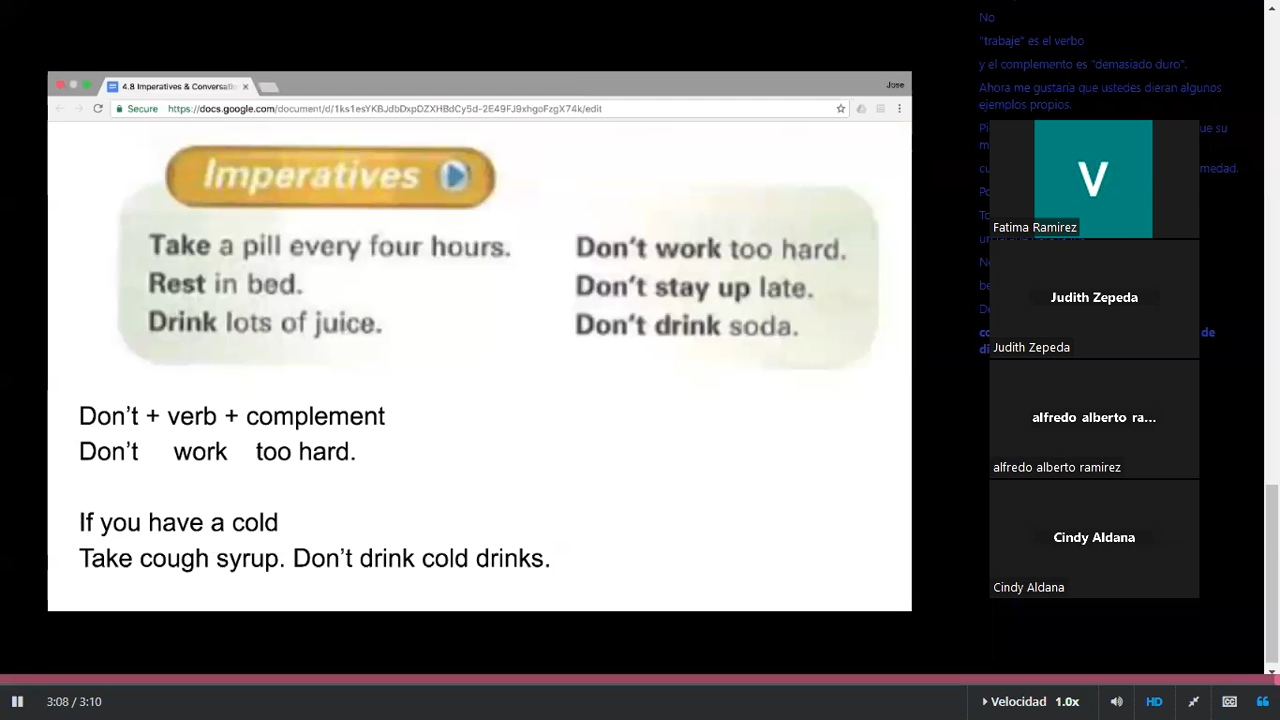 4.8 Imperatives & Conversati
Jose
Secure https://docs.google.com/document/d/1ks1esYKBJdbDxpDZXHBdCy5d-2E49FJ9xhgoFzgX74k/edit
Imperatives
Take a pill every four hours.
Rest in bed.
Drink lots of juice.
Don't work too hard.
Don't stay up late.
Don't drink soda.
Don't + verb + complement
Don't work too hard.
If you have a cold
Take cough syrup. Don't drink cold drinks.
No
"trabaje" es el verbo
y el complemento es "demasiado duro".
Ahora me gustaria que ustedes dieran algunos
ejemplos propios.
que su
V
Fatima Ramirez
Judith Zepeda
Judith Zepeda
de
alfredo alberto ra...
alfredo alberto ramirez
Cindy Aldana
Cindy Aldana
3:08 / 3:10
Velocidad 1.0x
HD